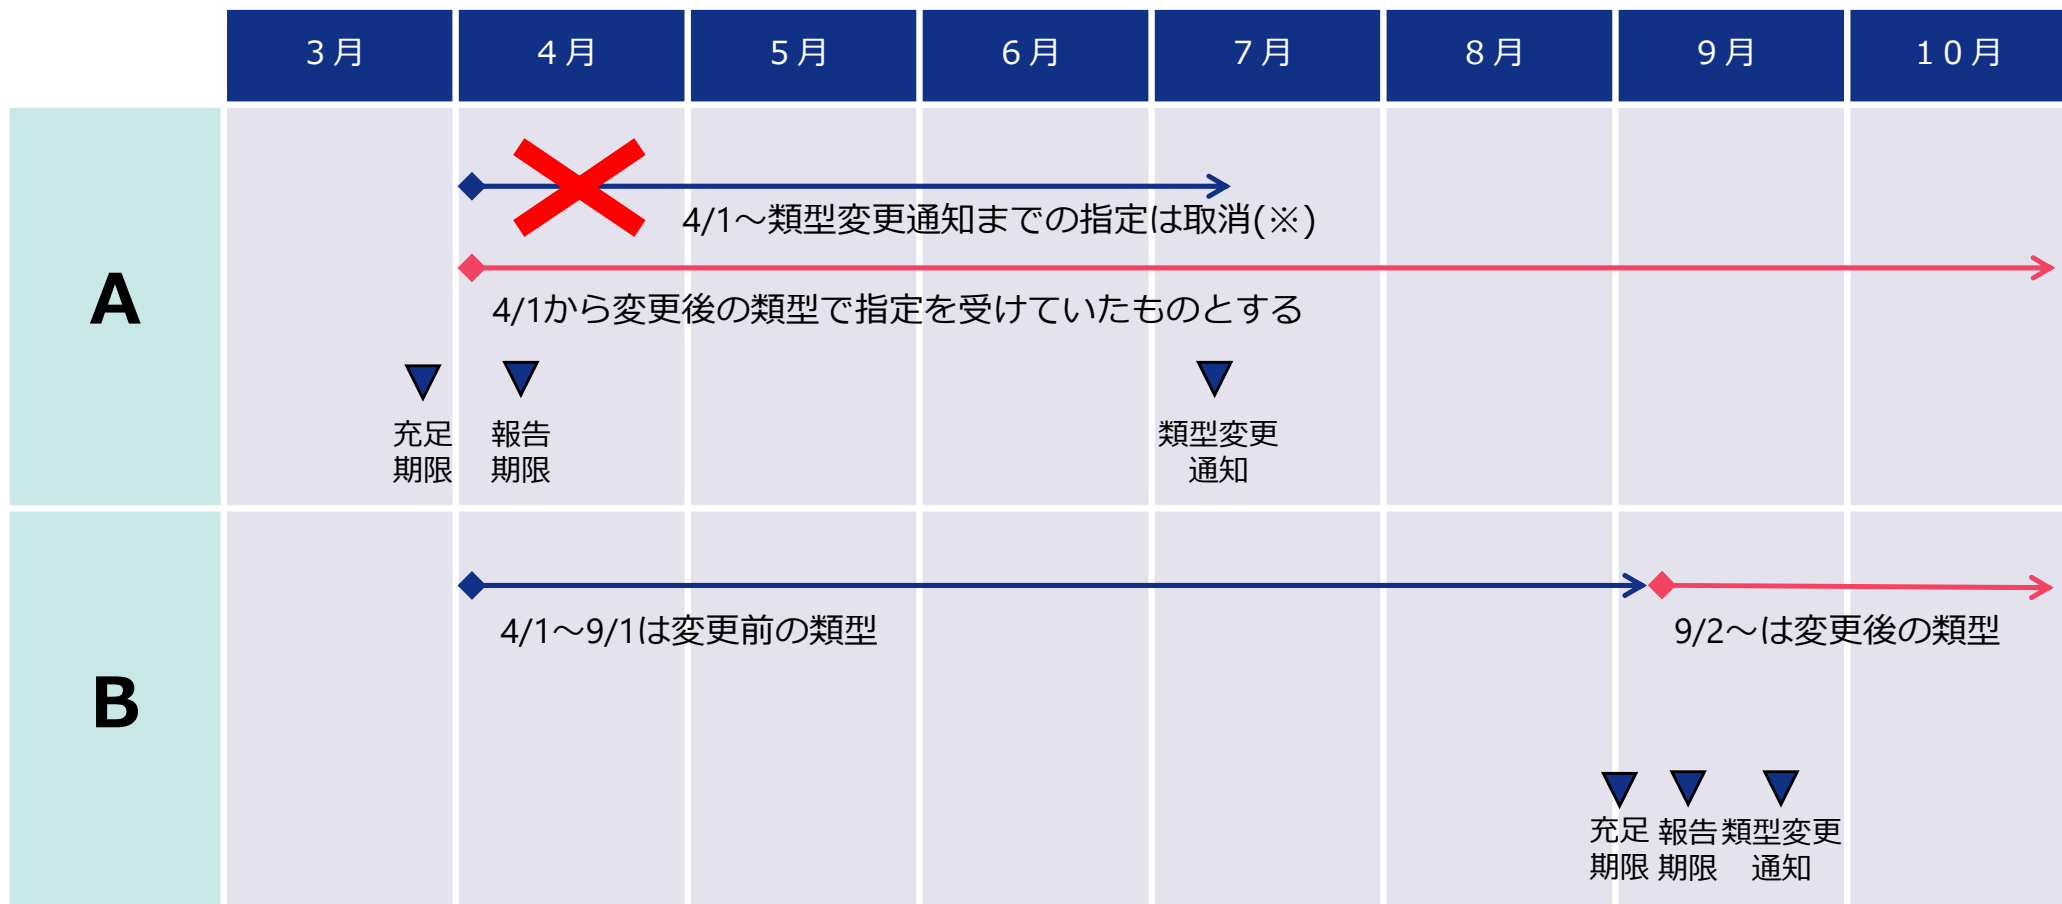 3月
4月
5月
6月
7月
8月
9月
10月
A
4/1～類型変更通知までの指定は取消(※)
4/1から変更後の類型で指定を受けていたものとする
充足
期限
報告
期限
類型変更
通知
B
4/1～9/1は変更前の類型
9/2～は変更後の類型
充足
期限
報告
期限
類型変更
通知